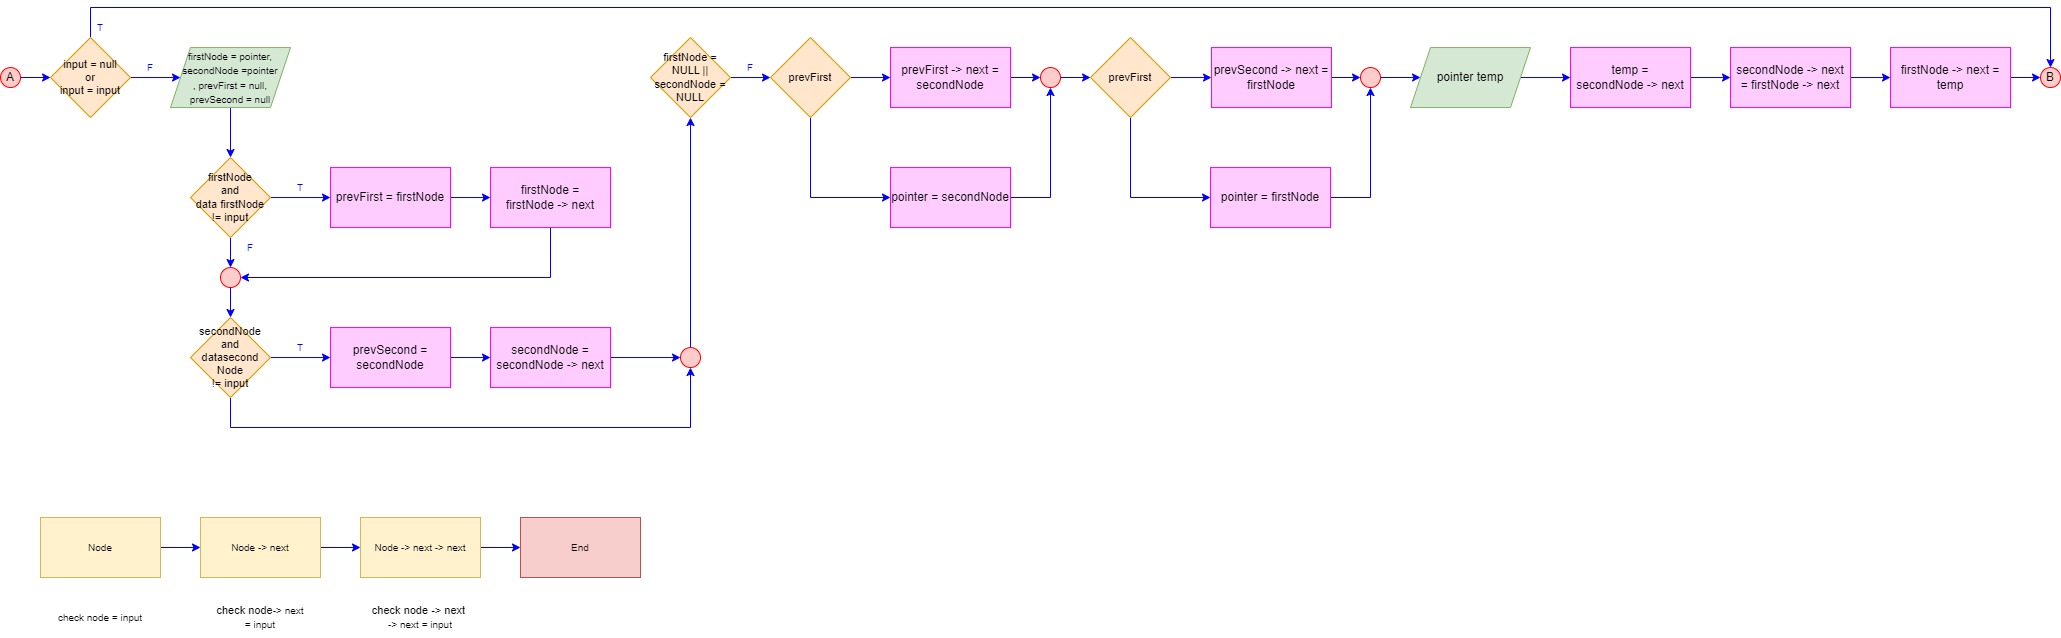 T
A
input = null
or
input = input
F
firstNode = pointer,
secondNode =pointer
, prevFirst = null,
prevSecond = null
firstNode =
NULL ||
secondNode =
NULL
F
prevFirst
prevFirst -> next =
secondNode
prevFirst
prevSecond -> next =
firstNode
pointer temp
temp =
secondNode -> next
secondNode -> next
= firstNode -> next
firstNode -> next =
temp
B
firstNode
and
data firstNode
!= input
T
prevFirst = firstNode
firstNode =
firstNode -> next
pointer = secondNode
pointer = firstNode
F
secondNode
and
datasecond
Node
!= input
T
prevSecond =
secondNode
secondNode =
secondNode -> next
Node
Node -> next
Node -> next -> next
End
check node = input
check node-> next
= input
check node -> next
-> next = input